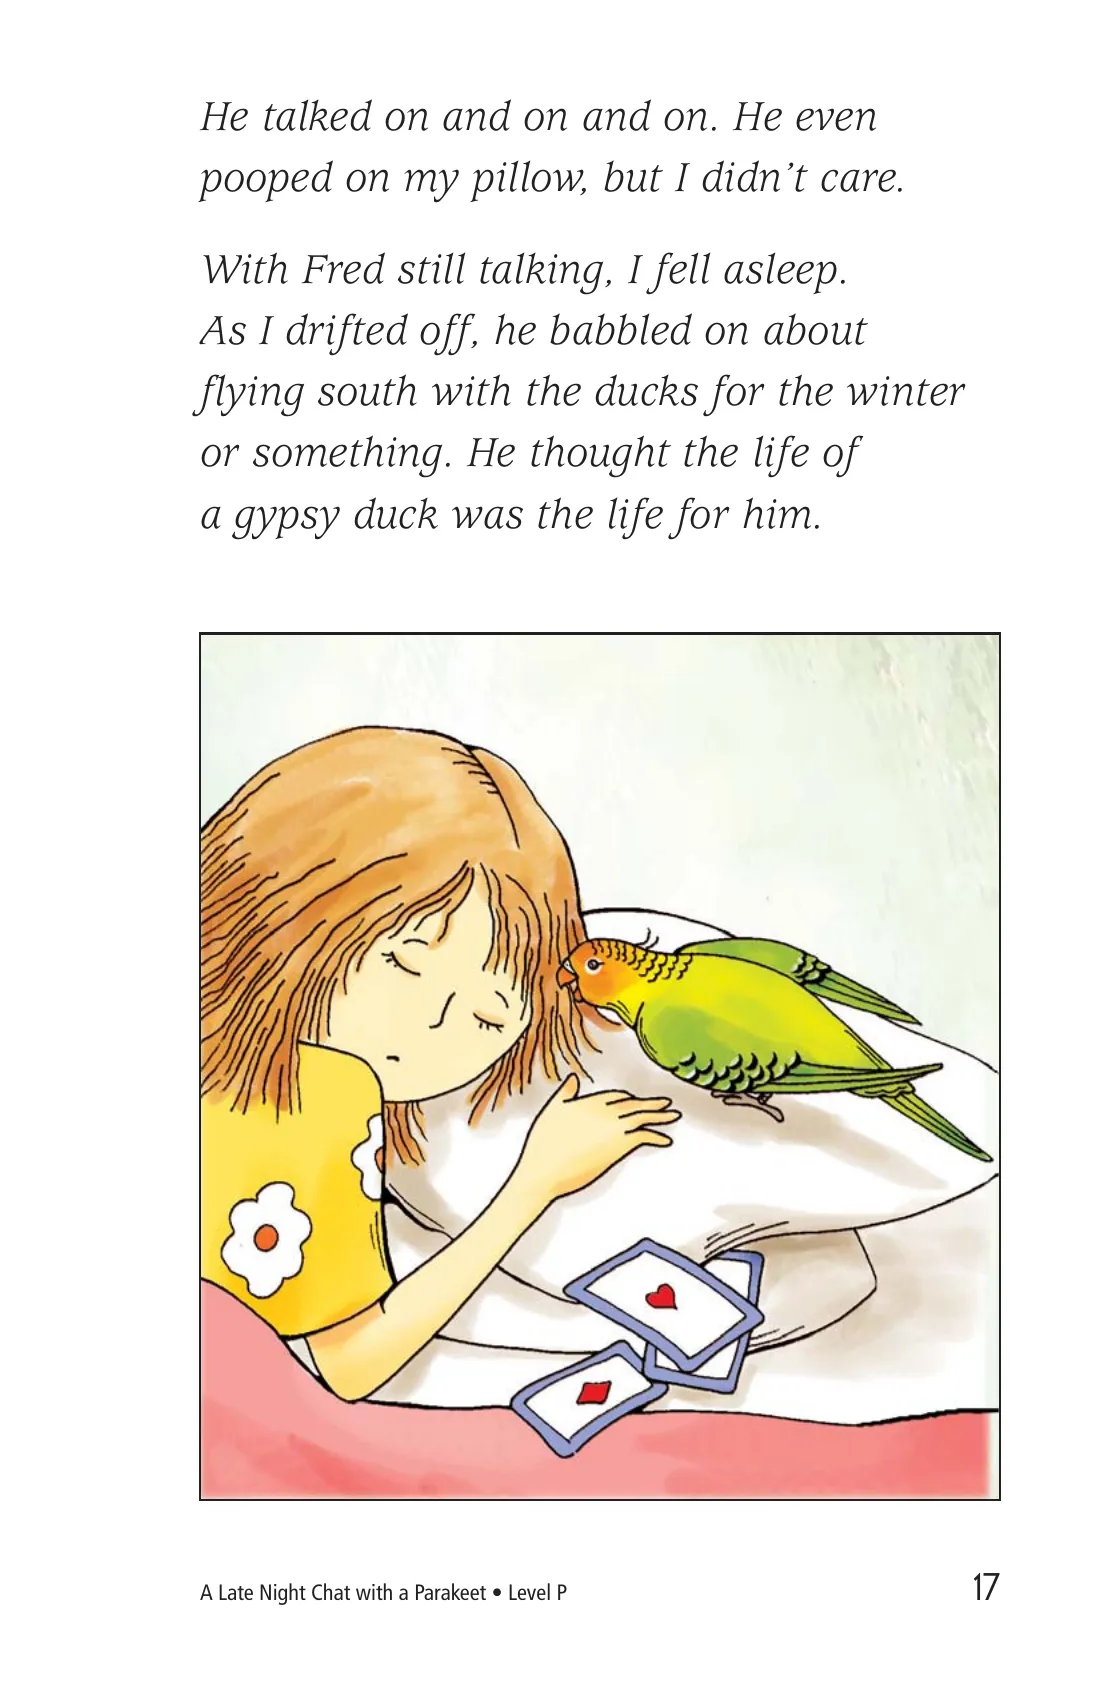 He talked on and on and on. He even
pooped on my pillow, but I didn’t care.
With Fred still talking, I fell asleep.
As I drifted off, he babbled on about
flying south with the ducks for the winter
or something. He thought the life of
a gypsy duck was the life for him.
A Late Night Chat with a Parakeet • Level P
17